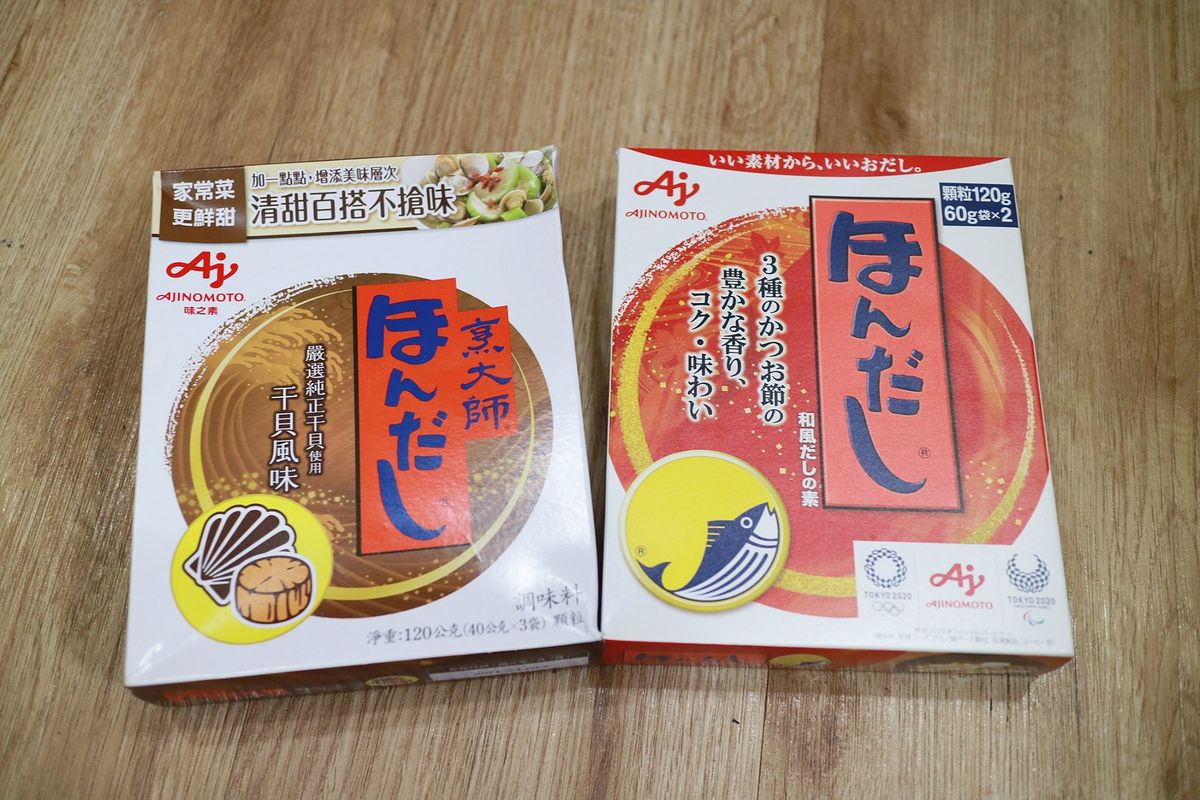 家常菜
更鮮甜
加一點點，增添美味層次
清甜百搭不搶味
Aj
AJINOMOTO
味之素
烹大師
ほんだし
嚴選純正干貝使用
干貝風味
調味料
淨重:120公克(40公克×3袋) 顆粒
いい素材から、いいおだし。
Aj
AJINOMOTO
顆粒120g
60g袋×2
ほんだし
®
3種のかつお節の
豊かな香り、
コク・味わい
和風だしの素
®
TOKYO 2020
Aj
AJINOMOTO
TOKYO 2020